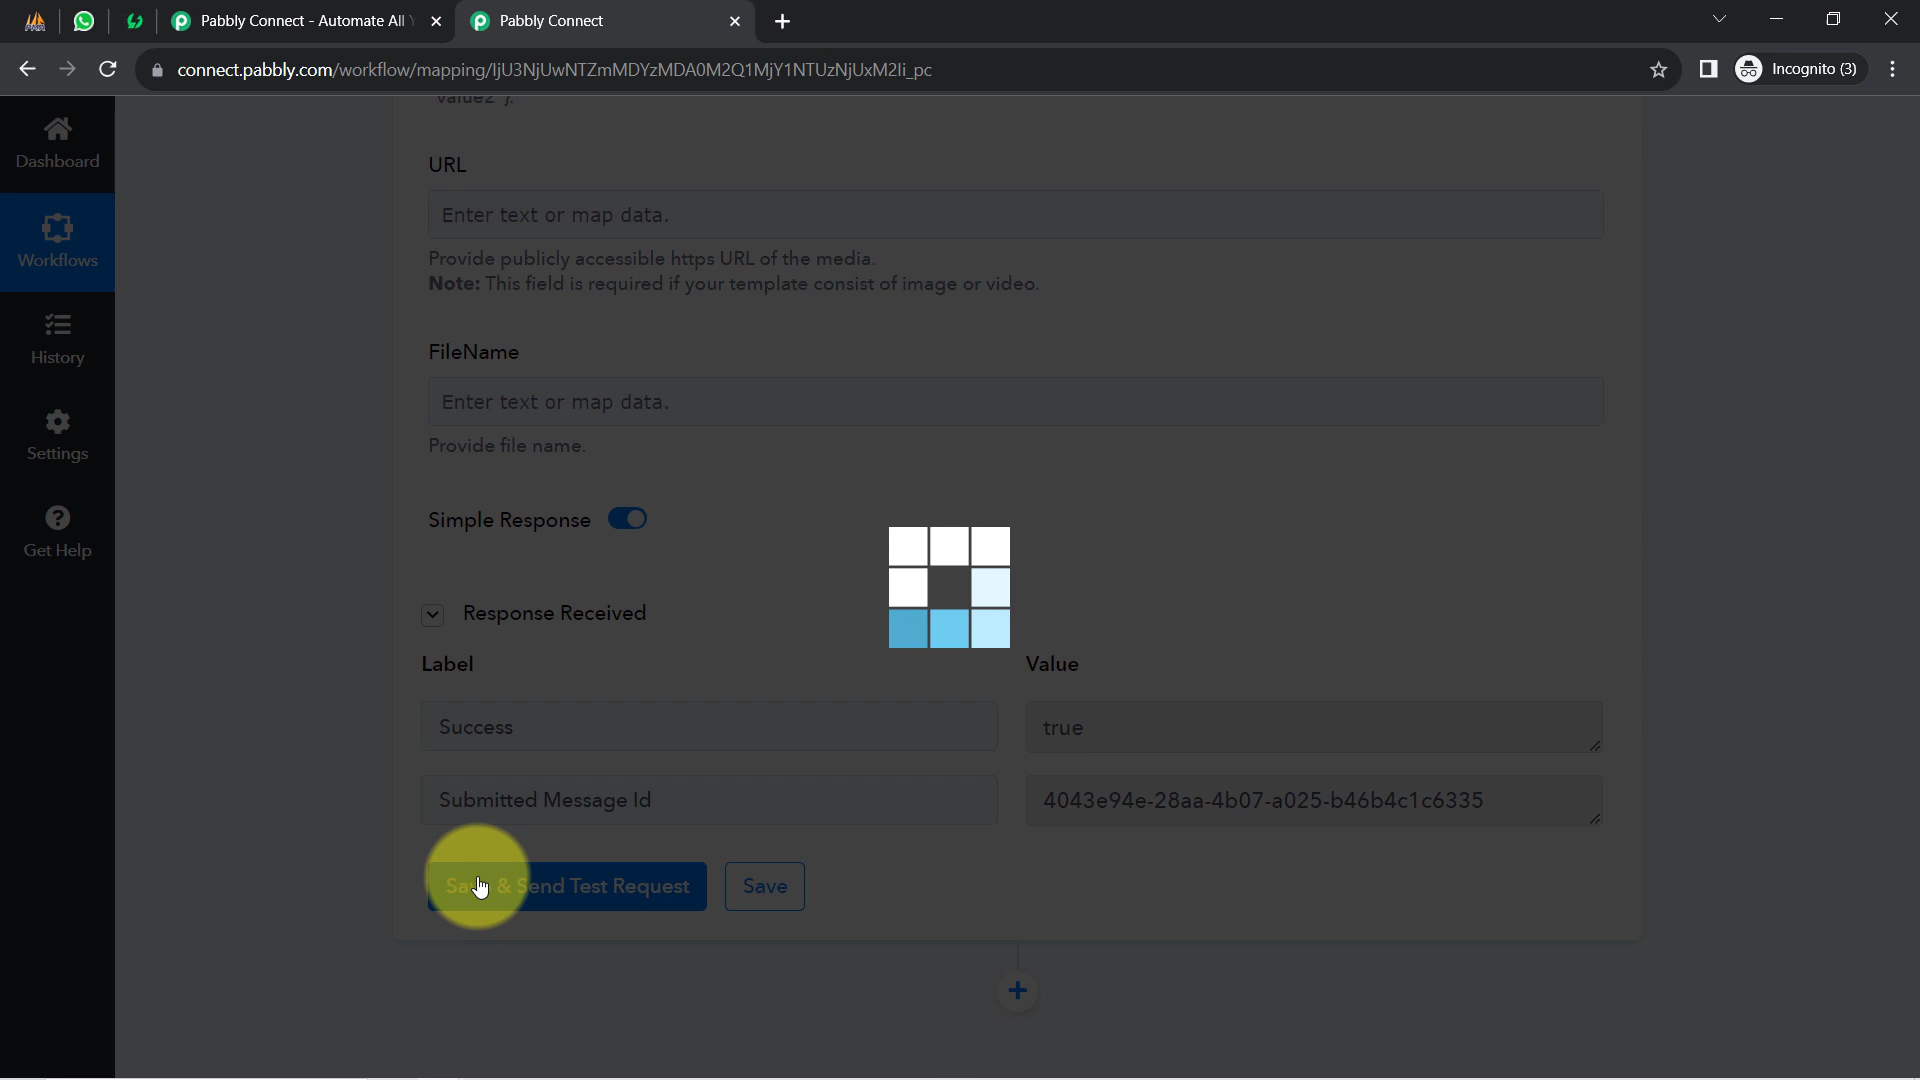 Pabbly Connect - Automate All
Pabbly Connect
connect.pabbly.com/workflow/mapping/IjU3NjUwNTZmMDYzMDA0M2Q1MjY1NTUzNjUxM2Ii_pc
Incognito (3)
Dashboard
Workflows
History
Settings
Get Help
URL
Enter text or map data.
Provide publicly accessible https URL of the media.
Note: This field is required if your template consist of image or video.
FileName
Enter text or map data.
Provide file name.
Simple Response
Response Received
Label
Value
Success
true
Submitted Message Id
4043e94e-28aa-4b07-a025-b46b4c1c6335
Save & Send Test Request
Save